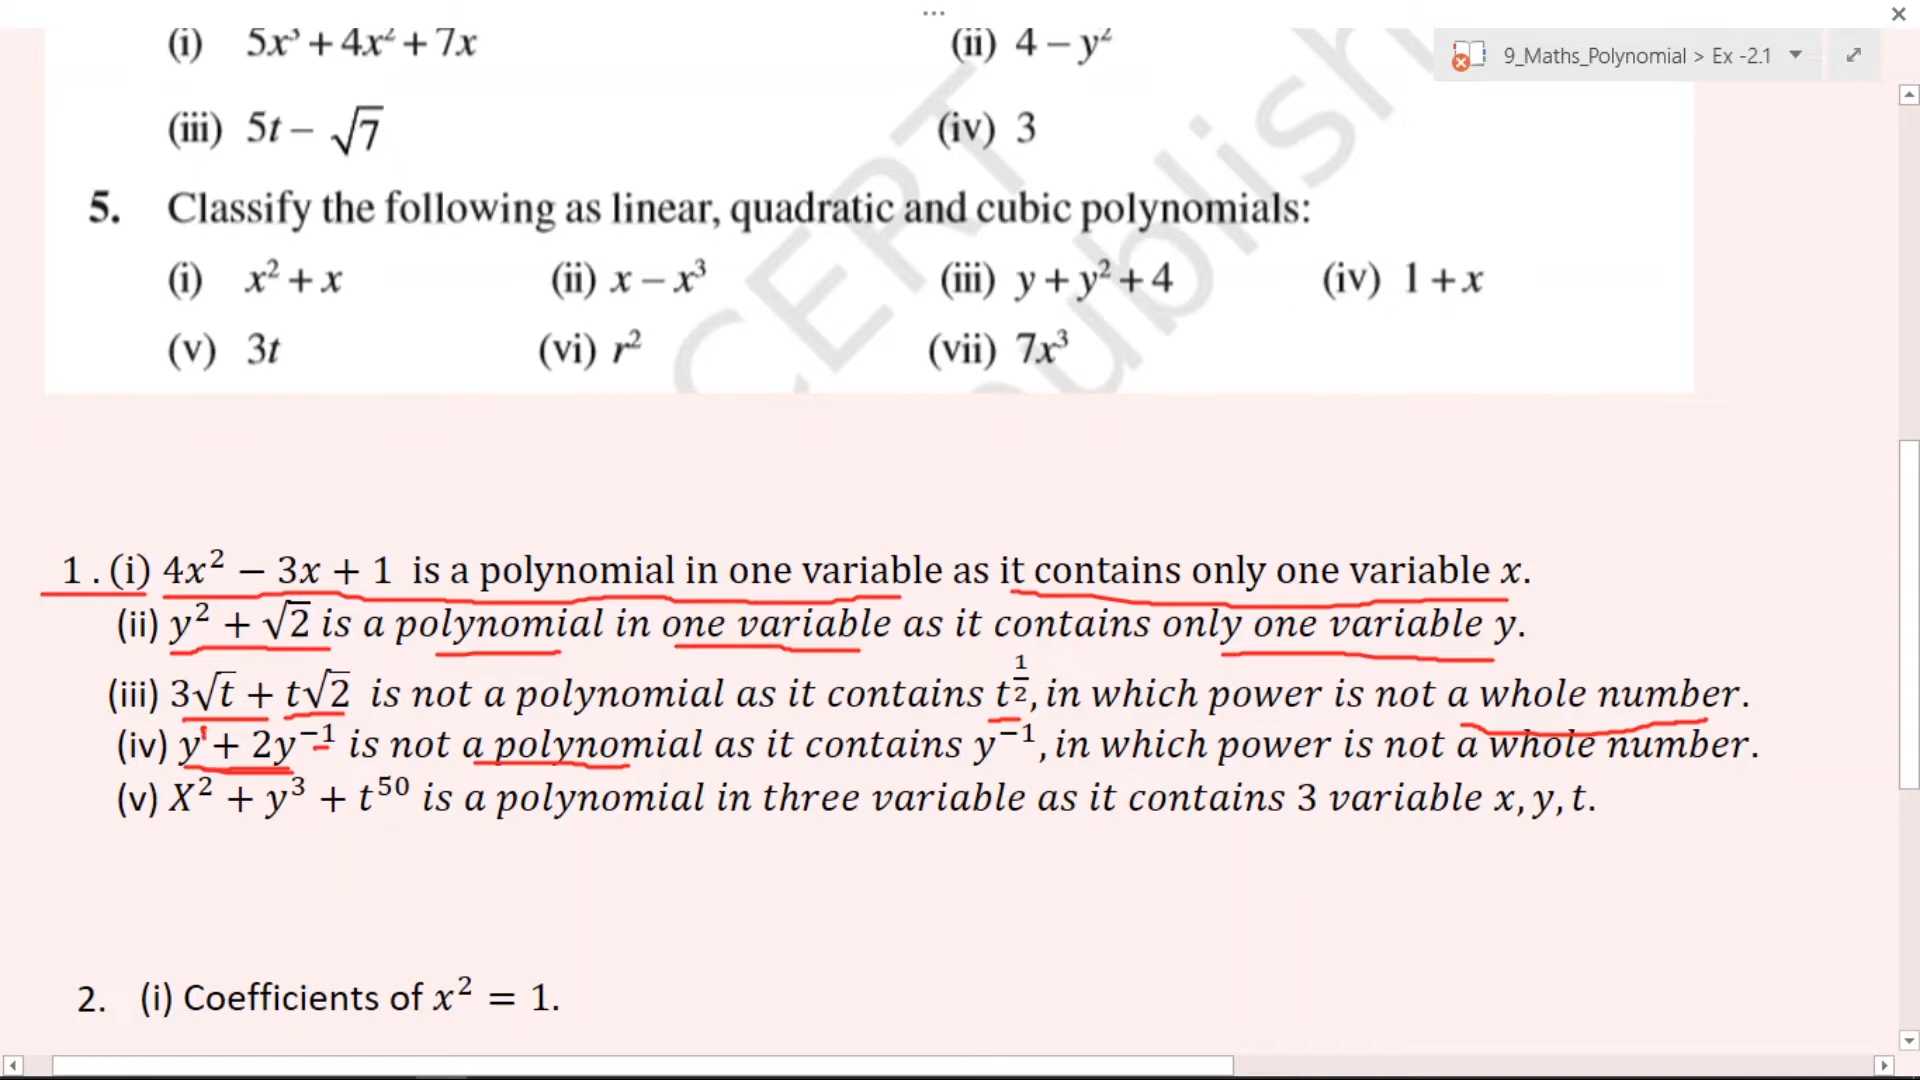 ...
(i) 5x³ + 4x² + 7x (ii) 4 – y²
9_Maths_Polynomial > Ex -2.1
(iii) 5t – √7 (iv) 3
5. Classify the following as linear, quadratic and cubic polynomials:
(i) x² + x (ii) x – x³ (iii) y + y² + 4 (iv) 1 + x
(v) 3t (vi) r² (vii) 7x³
CERT
publish
1 . (i) 4x² − 3x + 1 is a polynomial in one variable as it contains only one variable x.
(ii) y² + √2 is a polynomial in one variable as it contains only one variable y.
(iii) 3√t + t√2 is not a polynomial as it contains t^(1/2), in which power is not a whole number.
(iv) y + 2y⁻¹ is not a polynomial as it contains y⁻¹, in which power is not a whole number.
(v) X² + y³ + t⁵⁰ is a polynomial in three variable as it contains 3 variable x, y, t.
2. (i) Coefficients of x² = 1.